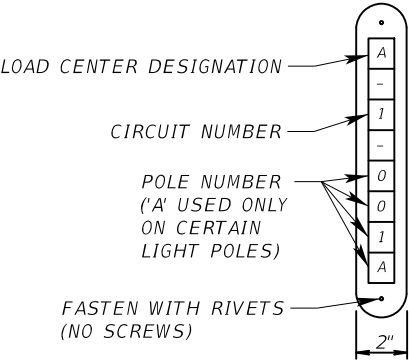 A
LOAD CENTER DESIGNATION
-
1
CIRCUIT NUMBER
-
POLE NUMBER
('A' USED ONLY
ON CERTAIN
LIGHT POLES)
0
0
1
A
FASTEN WITH RIVETS
(NO SCREWS)
2"